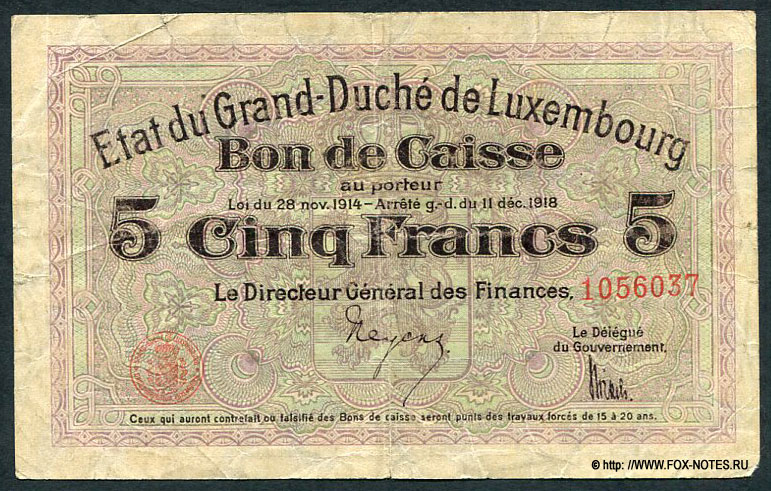 Etat du Grand-Duché de Luxembourg
Bon de Caisse
au porteur
Loi du 28 nov. 1914 – Arrêté g.-d. du 11 déc. 1918
5 Cinq Francs 5
Le Directeur Général des Finances, 1056037
Neyens
Le Délégué
du Gouvernement,
Ceux qui auront contrefait ou falsifié des Bons de caisse seront punis des travaux forcés de 15 à 20 ans.
© http: //WWW.FOX-NOTES.RU